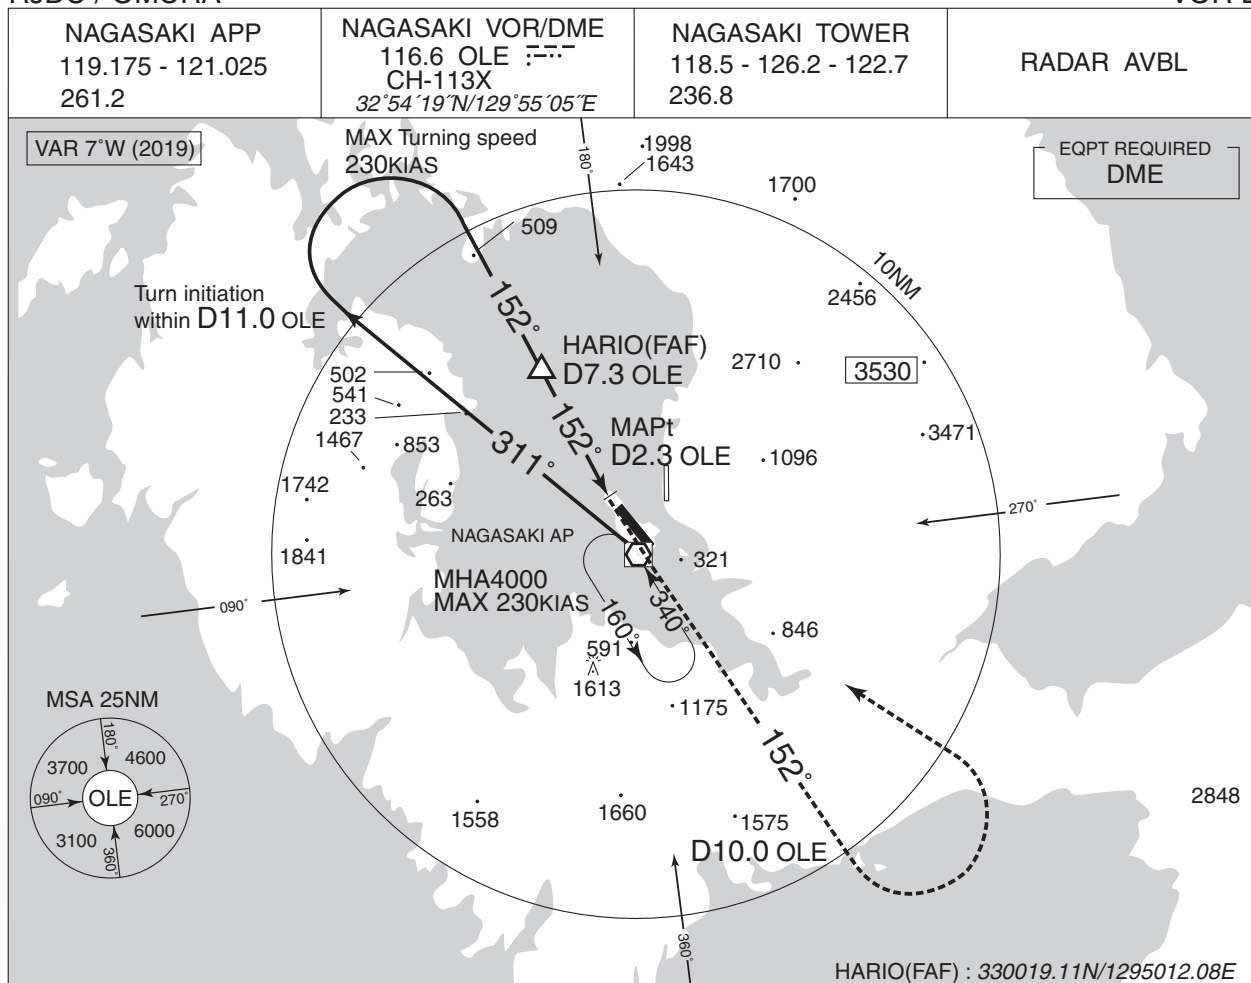 NAGASAKI APP
119.175 - 121.025
261.2
NAGASAKI VOR/DME
116.6 OLE
CH-113X
32°54´19˝N/129°55´05˝E
NAGASAKI TOWER
118.5 - 126.2 - 122.7
236.8
RADAR AVBL
VAR 7°W (2019)
MAX Turning speed
230KIAS
180°
1998
1643
1700
EQPT REQUIRED
DME
509
10NM
2456
Turn initiation
within D11.0 OLE
152°
HARIO(FAF)
D7.3 OLE
2710
3530
502
541
233
1467
853
152°
MAPt
D2.3 OLE
3471
1096
311°
1742
263
270°
NAGASAKI AP
1841
321
MHA4000
MAX 230KIAS
090°
160°
340°
846
591
1613
1175
MSA 25NM
180°
3700
4600
090°
OLE
270°
3100
6000
360°
152°
2848
1558
1660
1575
D10.0 OLE
360°
HARIO(FAF) : 330019.11N/1295012.08E